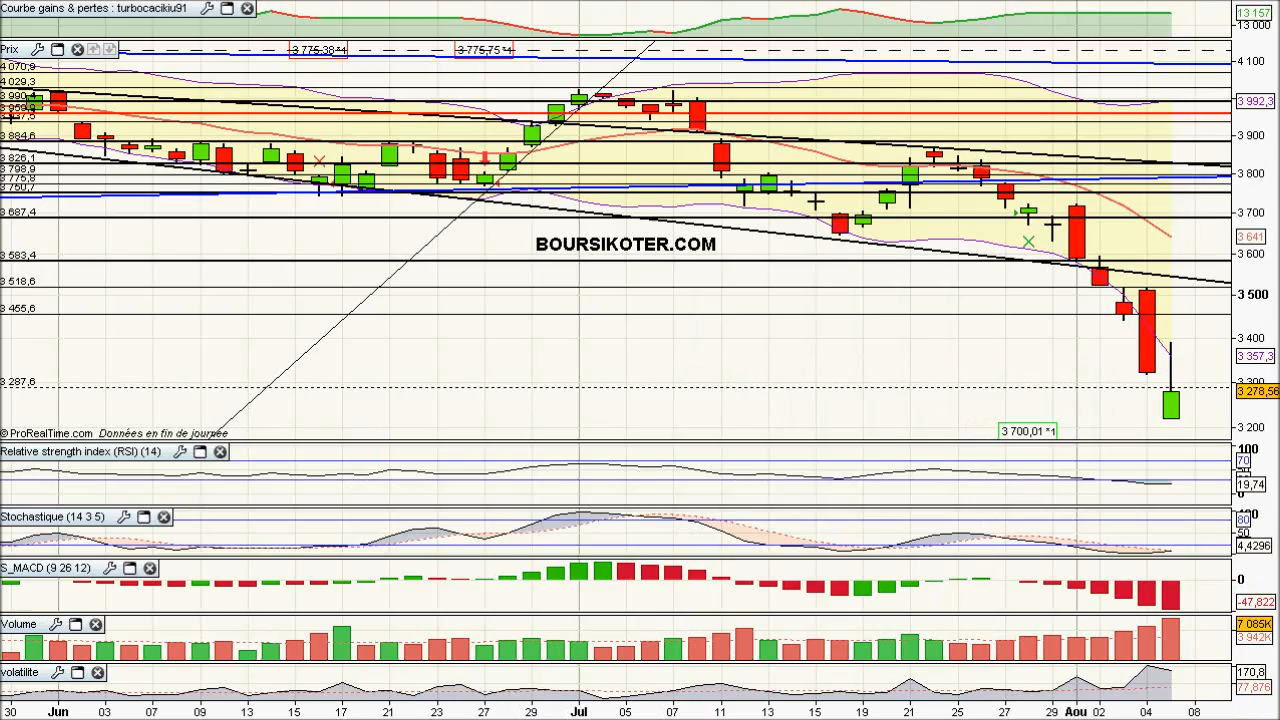 Courbe gains & pertes : turbocacikiu91
13 157
13 000
Prix
3 775,38 *1
3 775,75 *1
4 100
4 070,9
4 029,3
3 992,3
3 990,4
3 900
3 884,6
3 826,1
3 798,9
3 800
3 775,8
3 750,7
3 687,4
3 700
BOURSIKOTER.COM
3 641
3 583,4
3 600
3 518,6
3 500
3 455,6
3 400
3 357,3
3 287,6
3 300
3 278,56
3 200
© ProRealTime.com Données en fin de journée
3 700,01 *1
Relative strength index (RSI) (14)
100
70
19,74
0
Stochastique (14 3 5)
100
80
50
4,4296
S_MACD (9 26 12)
0
-47,822
Volume
7 085K
3 942K
volatilite
170,8
77,876
30 Jun 03 07 09 13 15 17 21 23 27 29 Jul 05 07 11 13 15 19 21 25 27 29 Aou 02 04 08